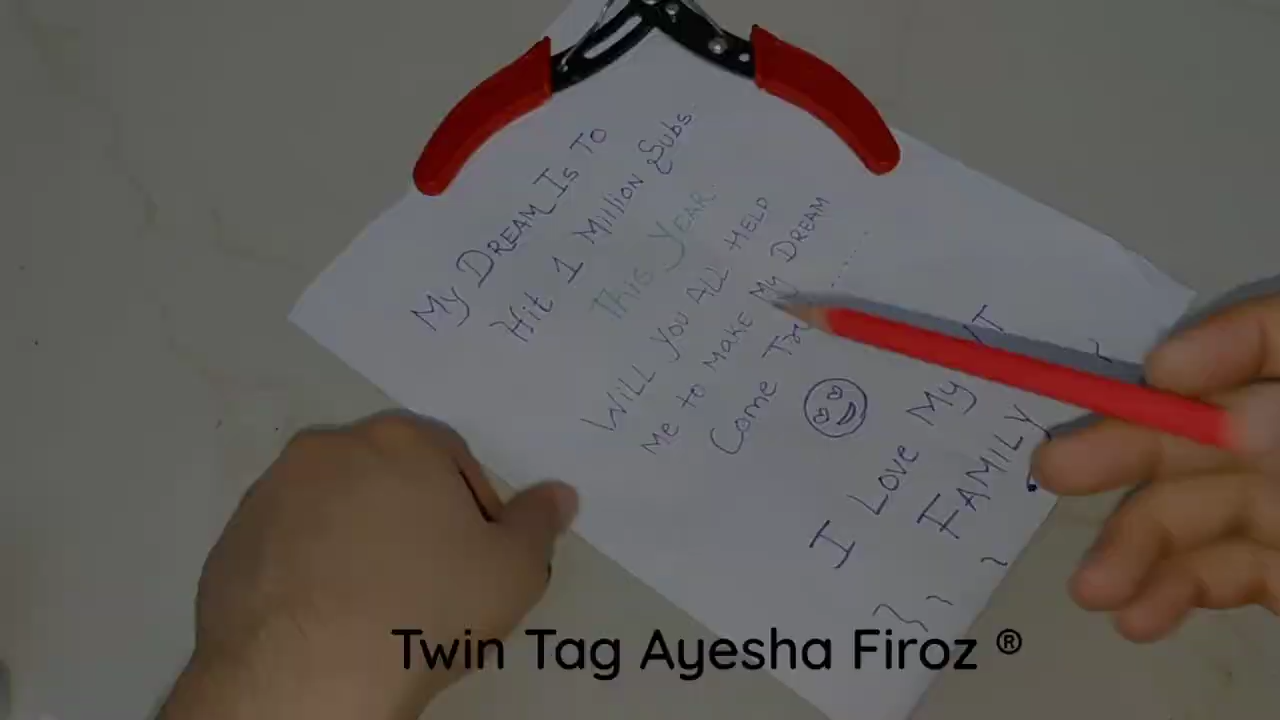 My DREAM Is To
Hit 1 Million Subs.
This YEAR.
WILL you ALL HELP
Me to MAKE My DREAM
Come
I LOVE My
FAMILY
Twin Tag Ayesha Firoz ®